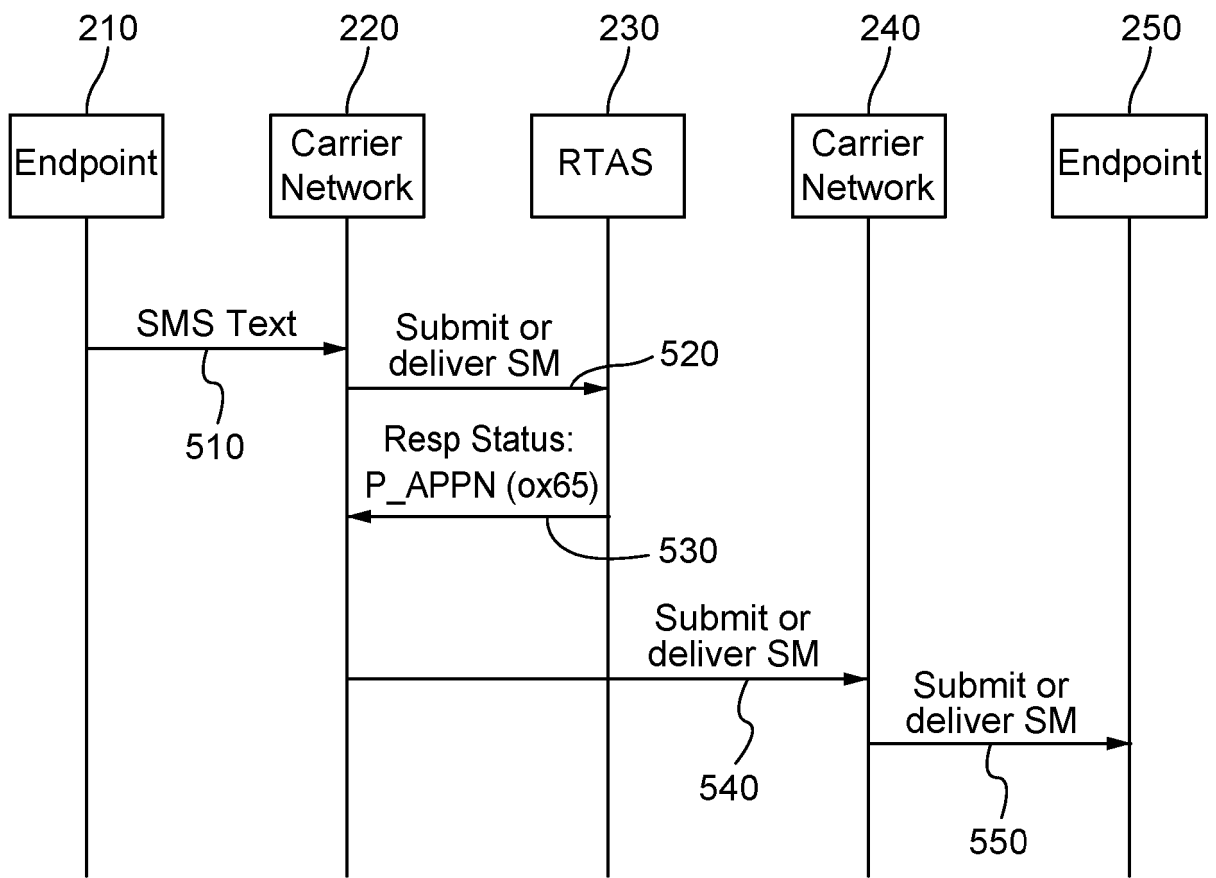 210
220
230
240
250
Endpoint
Carrier
Network
RTAS
Carrier
Network
Endpoint
SMS Text
510
Submit or
deliver SM
520
Resp Status:
P_APPN (ox65)
530
Submit or
deliver SM
540
Submit or
deliver SM
550